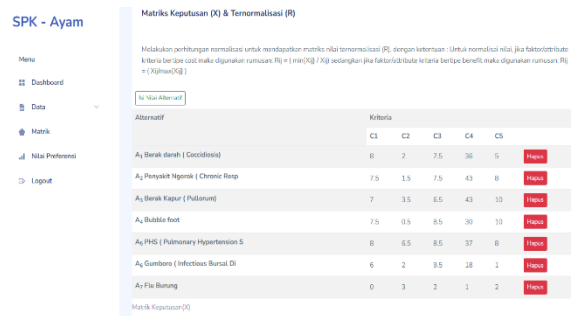 SPK - Ayam
Menu
Dashboard
Data
Matrik
Nilai Preferensi
Logout
Matriks Keputusan (X) & Ternormalisasi (R)
Melakukan perhitungan normalisasi untuk mendapatkan matriks nilai ternormalisasi (R), dengan ketentuan : Untuk normalisai nilai, jika faktor/attribute
kriteria bertipe cost maka digunakan rumusan: Rij = ( min{Xij} / Xij) sedangkan jika faktor/attribute kriteria bertipe benefit maka digunakan rumusan: Rij
= ( Xij/max{Xij} )
Isi Nilai Alternatif
Alternatif Kriteria
C1 C2 C3 C4 C5
A1 Berak darah ( Coccidiosis) 8 2 7.5 36 5 Hapus
A2 Penyakit Ngorok ( Chronic Resp 7.5 1.5 7.5 43 8 Hapus
A3 Berak Kapur ( Pullorum) 7 3.5 6.5 43 10 Hapus
A4 Bubble foot 7.5 0.5 8.5 30 10 Hapus
A5 PHS ( Pulmonary Hypertension S 8 6.5 8.5 37 8 Hapus
A6 Gumboro ( Infectious Bursal Di 6 2 9.5 18 1 Hapus
A7 Flu Burung 0 3 2 1 2 Hapus
Matrik Keputusan(X)